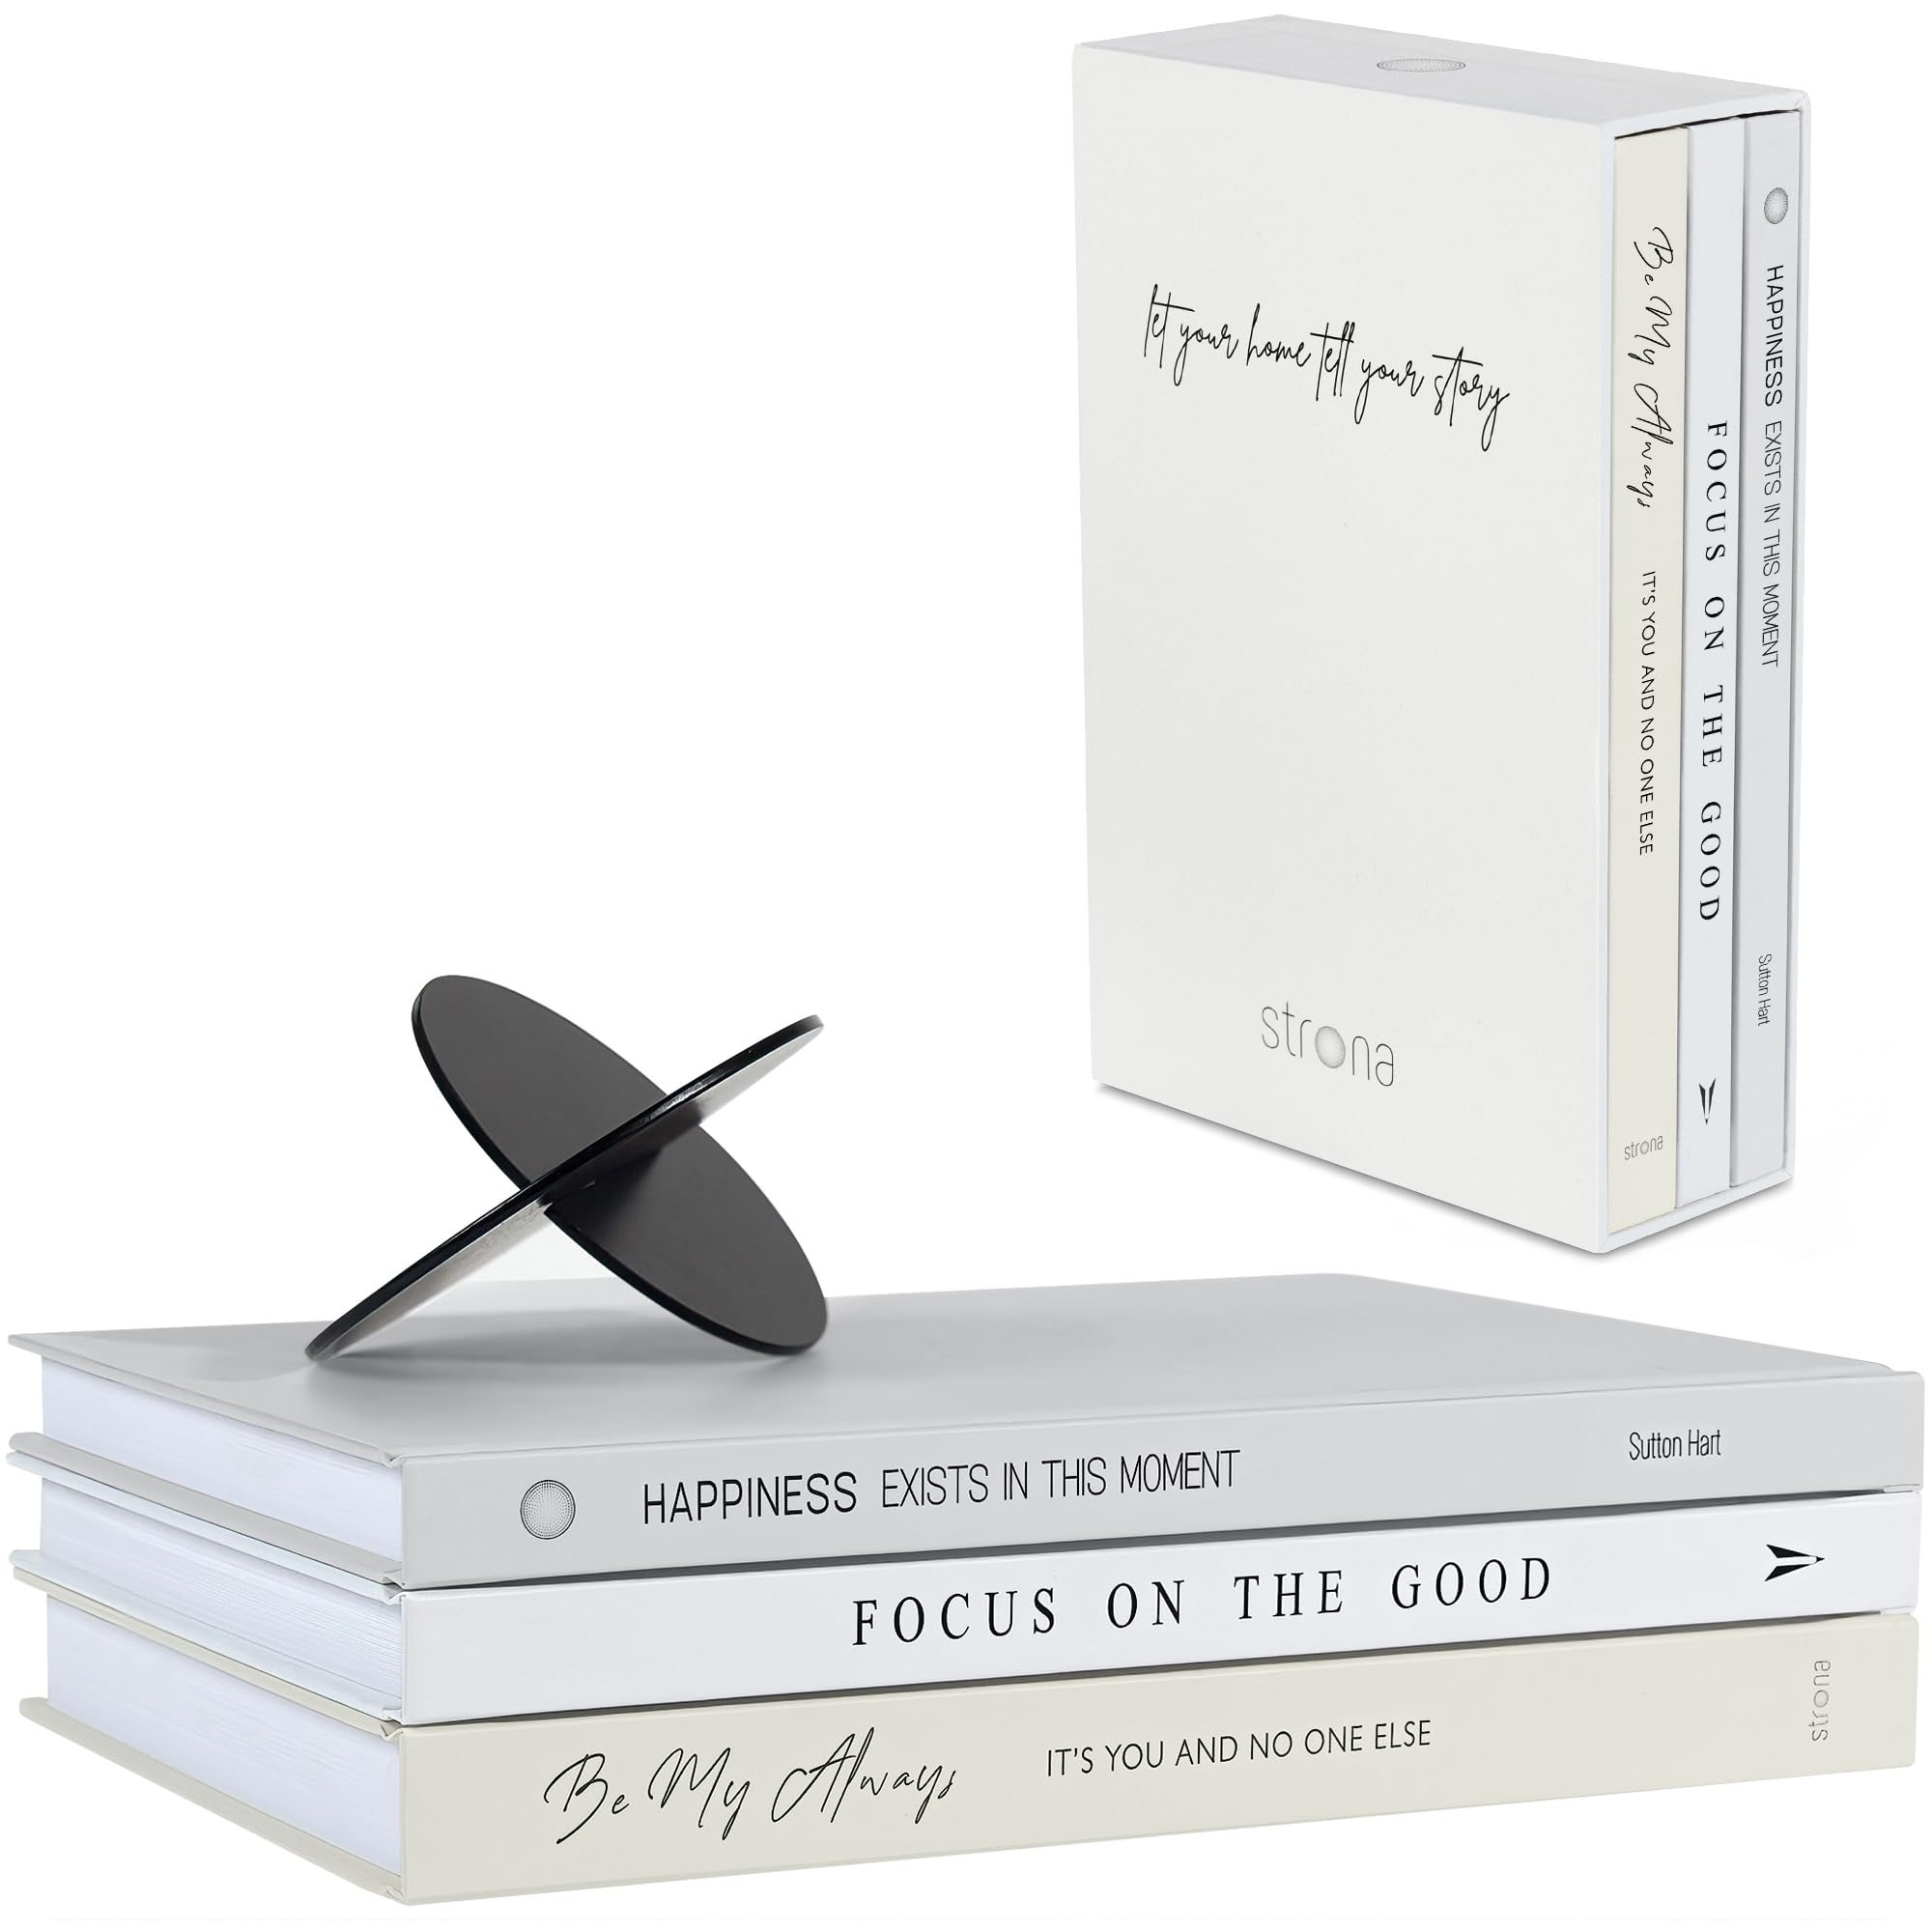 let your home tell your story
strona
Be My Always IT'S YOU AND NO ONE ELSE strona
FOCUS ON THE GOOD
HAPPINESS EXISTS IN THIS MOMENT Sutton Hart
HAPPINESS EXISTS IN THIS MOMENT Sutton Hart
FOCUS ON THE GOOD
Be My Always IT'S YOU AND NO ONE ELSE strona